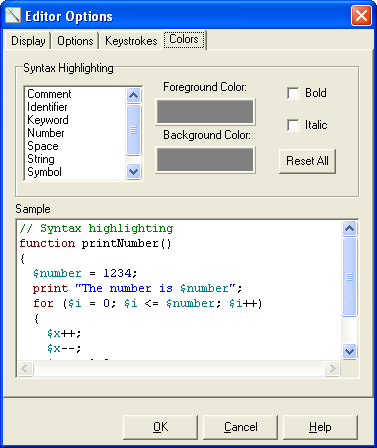 Editor Options
Display Options Keystrokes Colors
Syntax Highlighting
Comment
Identifier
Keyword
Number
Space
String
Symbol
Foreground Color:
Background Color:
Bold
Italic
Reset All
Sample
// Syntax highlighting
function printNumber()
{
  $number = 1234;
  print "The number is $number";
  for ($i = 0; $i <= $number; $i++)
  {
    $x++;
    $x--;
OK Cancel Help